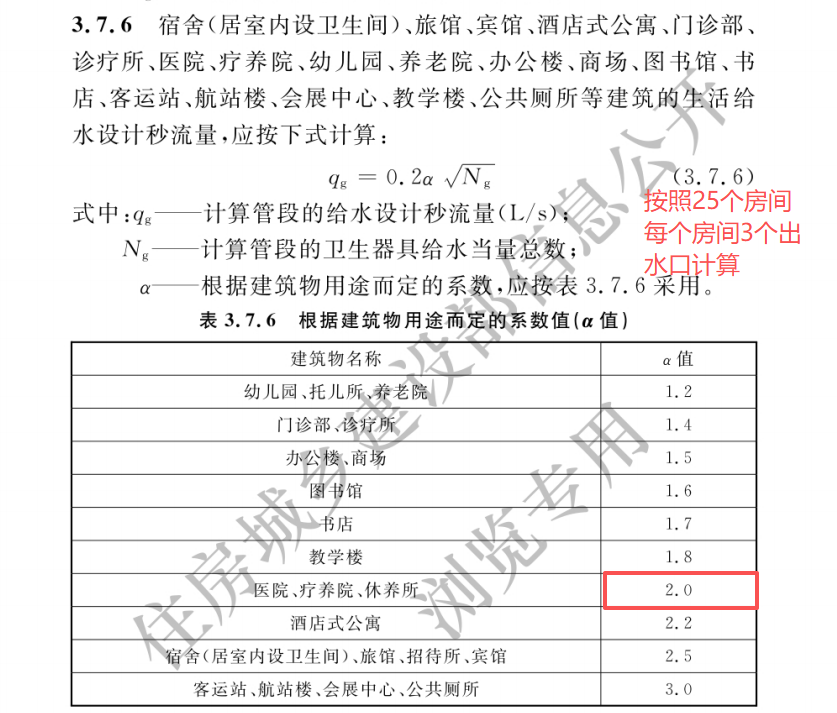 3.7.6 宿舍(居室内设卫生间)、旅馆、宾馆、酒店式公寓、门诊部、
诊疗所、医院、疗养院、幼儿园、养老院、办公楼、商场、图书馆、书
店、客运站、航站楼、会展中心、教学楼、公共厕所等建筑的生活给
水设计秒流量,应按下式计算:
qg = 0.2α √Ng (3.7.6)
式中:qg——计算管段的给水设计秒流量(L/s);
Ng——计算管段的卫生器具给水当量总数;
α——根据建筑物用途而定的系数,应按表 3.7.6 采用。
按照25个房间
每个房间3个出
水口计算
表 3.7.6 根据建筑物用途而定的系数值(α 值)
建筑物名称 α 值
幼儿园、托儿所、养老院 1.2
门诊部、诊疗所 1.4
办公楼、商场 1.5
图书馆 1.6
书店 1.7
教学楼 1.8
医院、疗养院、休养所 2.0
酒店式公寓 2.2
宿舍(居室内设卫生间)、旅馆、招待所、宾馆 2.5
客运站、航站楼、会展中心、公共厕所 3.0
住房城乡建设部信息公开
浏览专用